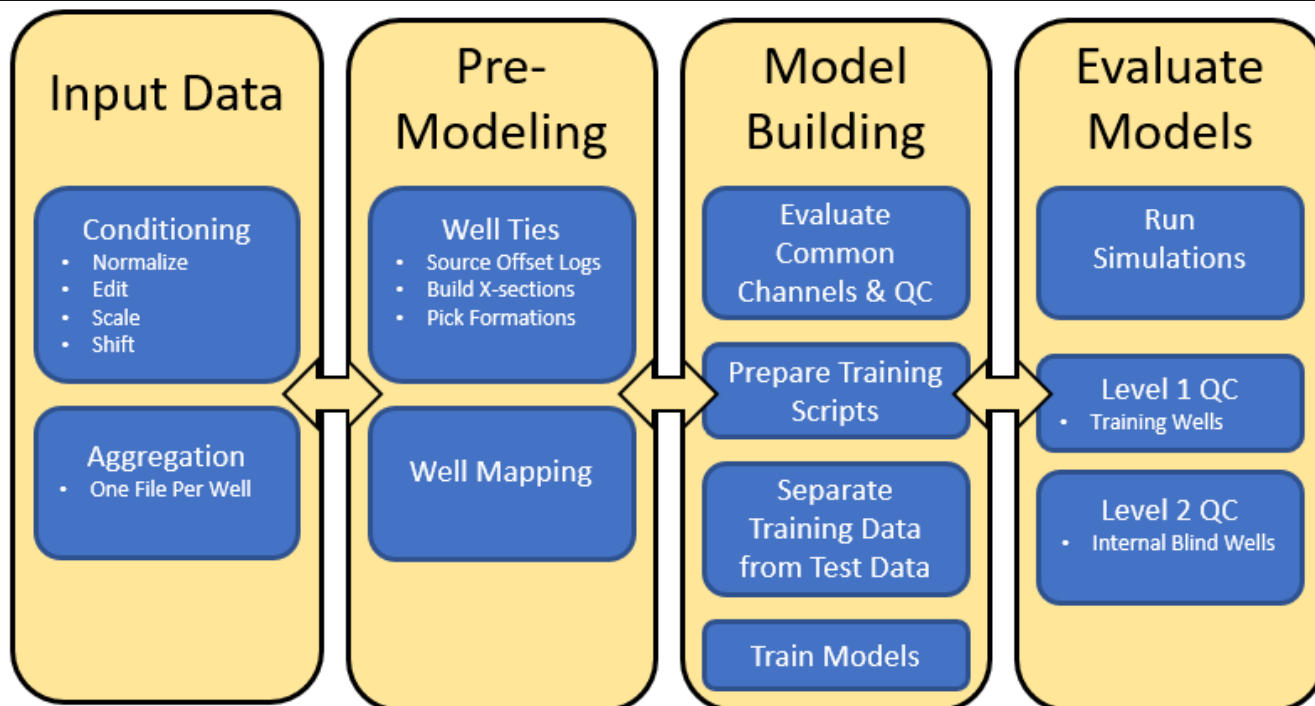 Input Data
Conditioning
• Normalize
• Edit
• Scale
• Shift
Aggregation
• One File Per Well
Pre-
Modeling
Well Ties
• Source Offset Logs
• Build X-sections
• Pick Formations
Well Mapping
Model
Building
Evaluate
Common
Channels & QC
Prepare Training
Scripts
Separate
Training Data
from Test Data
Train Models
Evaluate
Models
Run
Simulations
Level 1 QC
• Training Wells
Level 2 QC
• Internal Blind Wells